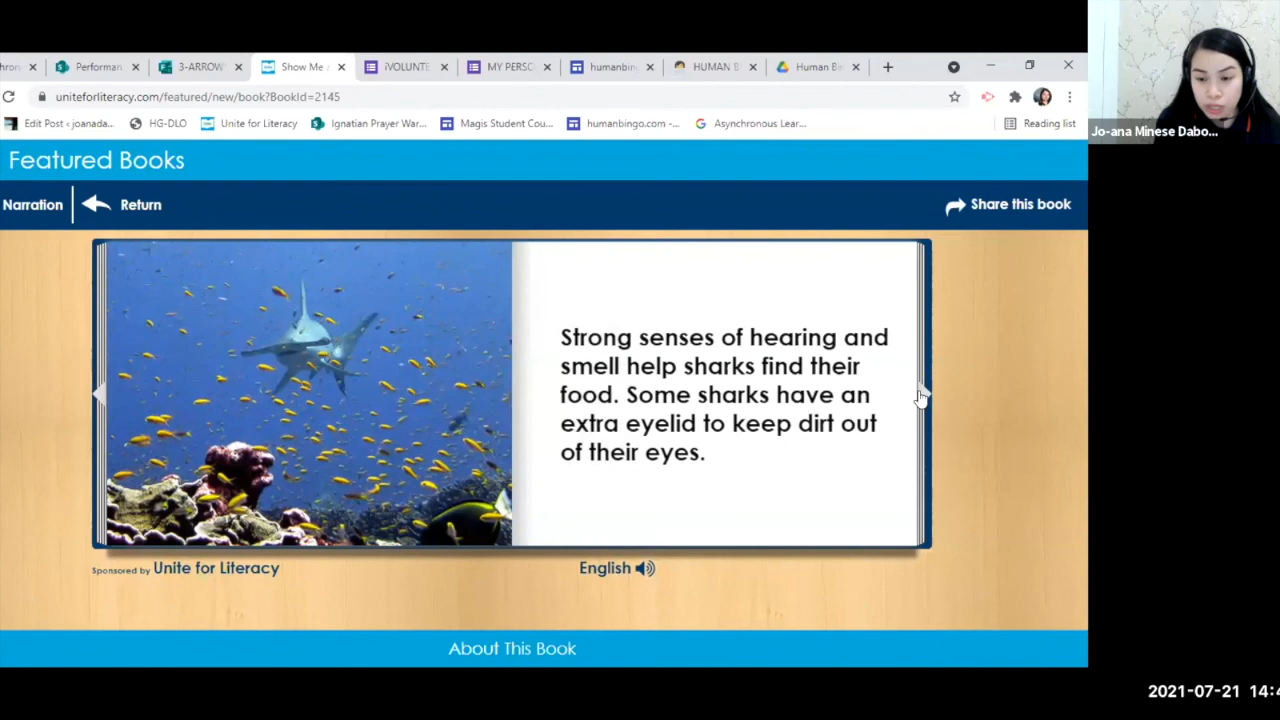 hron
Performan
3-ARROW
Show Me a
iVOLUNTE
MY PERSC
humanbin
HUMAN B
Human Bin
uniteforliteracy.com/featured/new/book?BookId=2145
Edit Post ‹ joanada...
HG-DLO
Unite for Literacy
Ignatian Prayer War...
Magis Student Cou...
humanbingo.com -...
Asynchronous Lear...
Reading list
Jo-ana Minese Dabo...
Featured Books
Narration
Return
Share this book
Strong senses of hearing and
smell help sharks find their
food. Some sharks have an
extra eyelid to keep dirt out
of their eyes.
Sponsored by Unite for Literacy
English
About This Book
2021-07-21 14:4